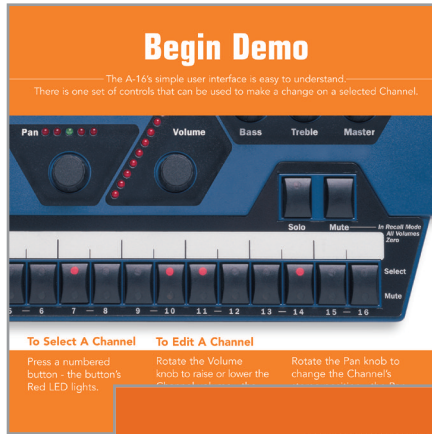 Begin Demo
The A-16's simple user interface is easy to understand.
There is one set of controls that can be used to make a change on a selected Channel.
Pan
Volume
Bass
Treble
Master
Solo
Mute
In Recall Mode
All Volumes
Zero
Select
Mute
6 — 7 — 8 — 9 — 10 — 11 — 12 — 13 — 14 — 15 — 16
To Select A Channel
Press a numbered
button - the button's
Red LED lights.
To Edit A Channel
Rotate the Volume
knob to raise or lower the
Rotate the Pan knob to
change the Channel's